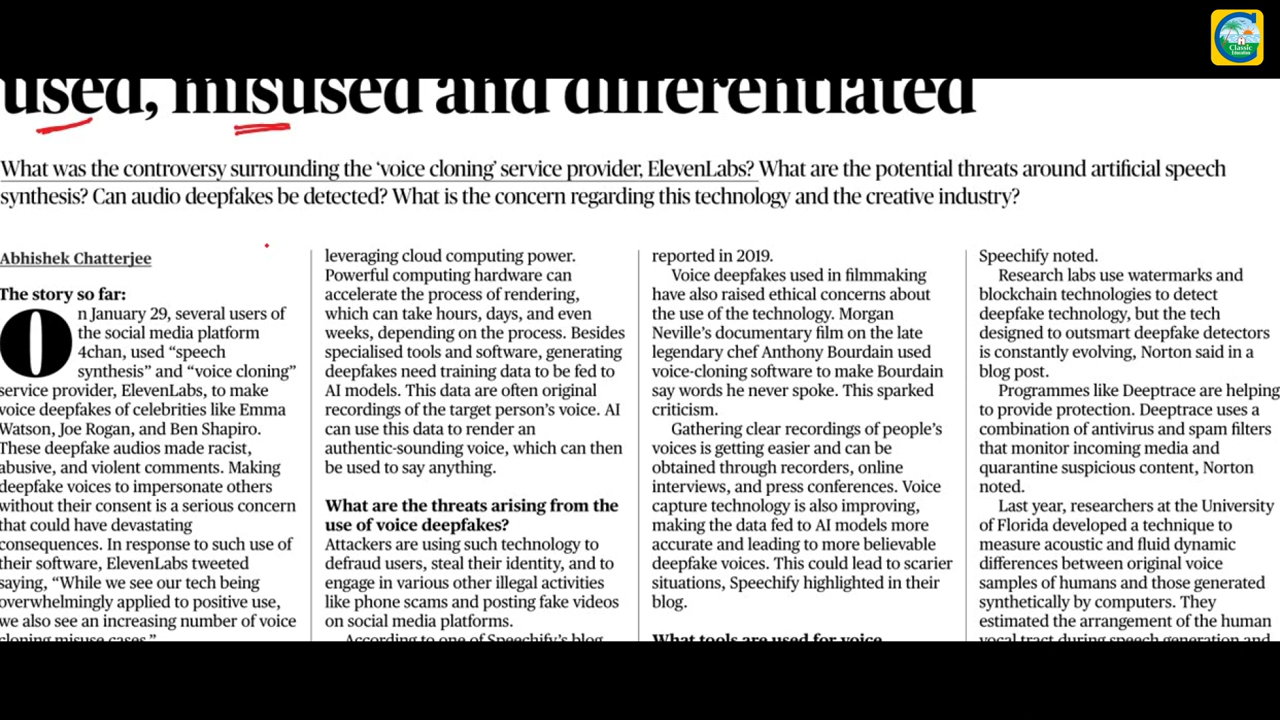 Classic
Education
used, misused and differentiated
What was the controversy surrounding the ‘voice cloning’ service provider, ElevenLabs? What are the potential threats around artificial speech
synthesis? Can audio deepfakes be detected? What is the concern regarding this technology and the creative industry?
Abhishek Chatterjee
The story so far:
On January 29, several users of
the social media platform
4chan, used “speech
synthesis” and “voice cloning”
service provider, ElevenLabs, to make
voice deepfakes of celebrities like Emma
Watson, Joe Rogan, and Ben Shapiro.
These deepfake audios made racist,
abusive, and violent comments. Making
deepfake voices to impersonate others
without their consent is a serious concern
that could have devastating
consequences. In response to such use of
their software, ElevenLabs tweeted
saying, “While we see our tech being
overwhelmingly applied to positive use,
we also see an increasing number of voice
cloning misuse cases.”
leveraging cloud computing power.
Powerful computing hardware can
accelerate the process of rendering,
which can take hours, days, and even
weeks, depending on the process. Besides
specialised tools and software, generating
deepfakes need training data to be fed to
AI models. This data are often original
recordings of the target person’s voice. AI
can use this data to render an
authentic-sounding voice, which can then
be used to say anything.
What are the threats arising from the
use of voice deepfakes?
Attackers are using such technology to
defraud users, steal their identity, and to
engage in various other illegal activities
like phone scams and posting fake videos
on social media platforms.
According to one of Speechify’s blog
reported in 2019.
Voice deepfakes used in filmmaking
have also raised ethical concerns about
the use of the technology. Morgan
Neville’s documentary film on the late
legendary chef Anthony Bourdain used
voice-cloning software to make Bourdain
say words he never spoke. This sparked
criticism.
Gathering clear recordings of people’s
voices is getting easier and can be
obtained through recorders, online
interviews, and press conferences. Voice
capture technology is also improving,
making the data fed to AI models more
accurate and leading to more believable
deepfake voices. This could lead to scarier
situations, Speechify highlighted in their
blog.
What tools are used for voice
Speechify noted.
Research labs use watermarks and
blockchain technologies to detect
deepfake technology, but the tech
designed to outsmart deepfake detectors
is constantly evolving, Norton said in a
blog post.
Programmes like Deeptrace are helping
to provide protection. Deeptrace uses a
combination of antivirus and spam filters
that monitor incoming media and
quarantine suspicious content, Norton
noted.
Last year, researchers at the University
of Florida developed a technique to
measure acoustic and fluid dynamic
differences between original voice
samples of humans and those generated
synthetically by computers. They
estimated the arrangement of the human
vocal tract during speech generation and